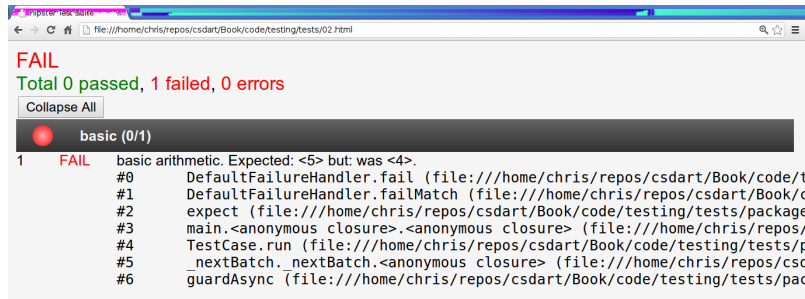 Hipster Test Suite
file:///home/chris/repos/csdart/Book/code/testing/tests/02.html
FAIL
Total 0 passed, 1 failed, 0 errors
Collapse All
basic (0/1)
1 FAIL basic arithmetic. Expected: <5> but: was <4>.
#0 DefaultFailureHandler.fail (file:///home/chris/repos/csdart/Book/code/t
#1 DefaultFailureHandler.failMatch (file:///home/chris/repos/csdart/Book/c
#2 expect (file:///home/chris/repos/csdart/Book/code/testing/tests/package
#3 main.<anonymous closure>.<anonymous closure> (file:///home/chris/repos/
#4 TestCase.run (file:///home/chris/repos/csdart/Book/code/testing/tests/p
#5 _nextBatch._nextBatch.<anonymous closure> (file:///home/chris/repos/csd
#6 guardAsync (file:///home/chris/repos/csdart/Book/code/testing/tests/pac